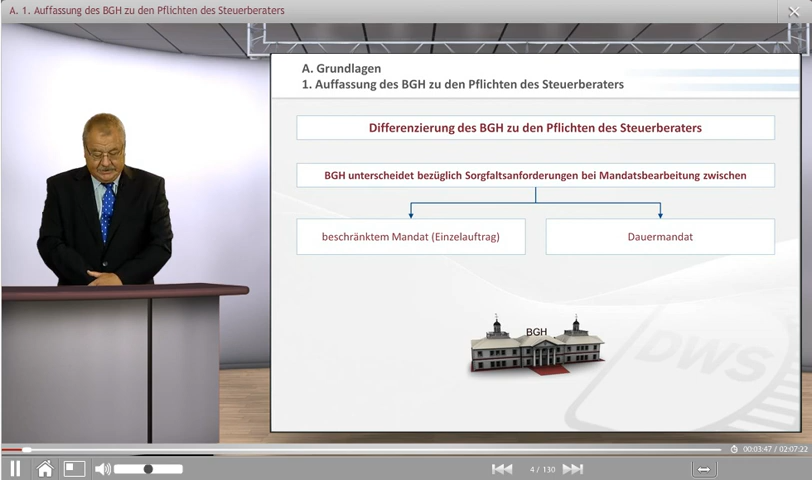 A. 1. Auffassung des BGH zu den Pflichten des Steuerberaters
A. Grundlagen
1. Auffassung des BGH zu den Pflichten des Steuerberaters
Differenzierung des BGH zu den Pflichten des Steuerberaters
BGH unterscheidet bezüglich Sorgfaltsanforderungen bei Mandatsbearbeitung zwischen
beschränktem Mandat (Einzelauftrag)
Dauermandat
BGH
DWS
00:03:47 / 02:07:22
4 / 130